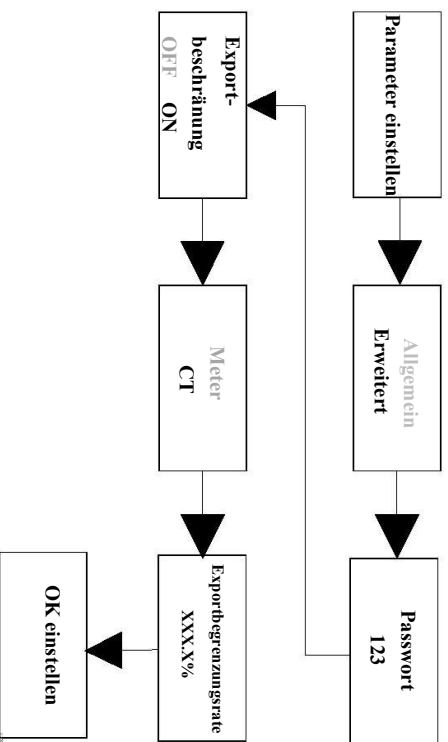 Parameter einstellen
Allgemein
Erweitert
Passwort
123
Export-
beschränung
OFF ON
Meter
CT
Exportbegrenzungsrate
XXX.X%
OK einstellen